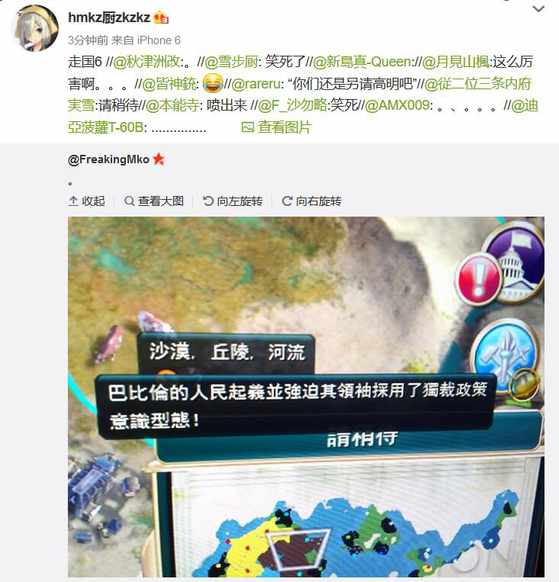 hmkz厨zkzkz
3分钟前 来自 iPhone 6
走国6 //@秋津洲改:。//@雪步厨: 笑死了//@新島真-Queen://@月見山楓:这么厉
害啊。。。//@皆神銃: //@rareru: “你们还是另请高明吧”//@従二位三条内府
実雪:请稍待//@本能寺: 喷出来 //@F_沙勿略:笑死//@AMX009: 。、。。。//@迪
亞菠蘿T-60B: ............... 查看图片
@FreakingMko
。
收起 查看大图 向左旋转 向右旋转
沙漠，丘陵，河流
巴比倫的人民起義並強迫其領袖採用了獨裁政策
意識型態！
請稍待